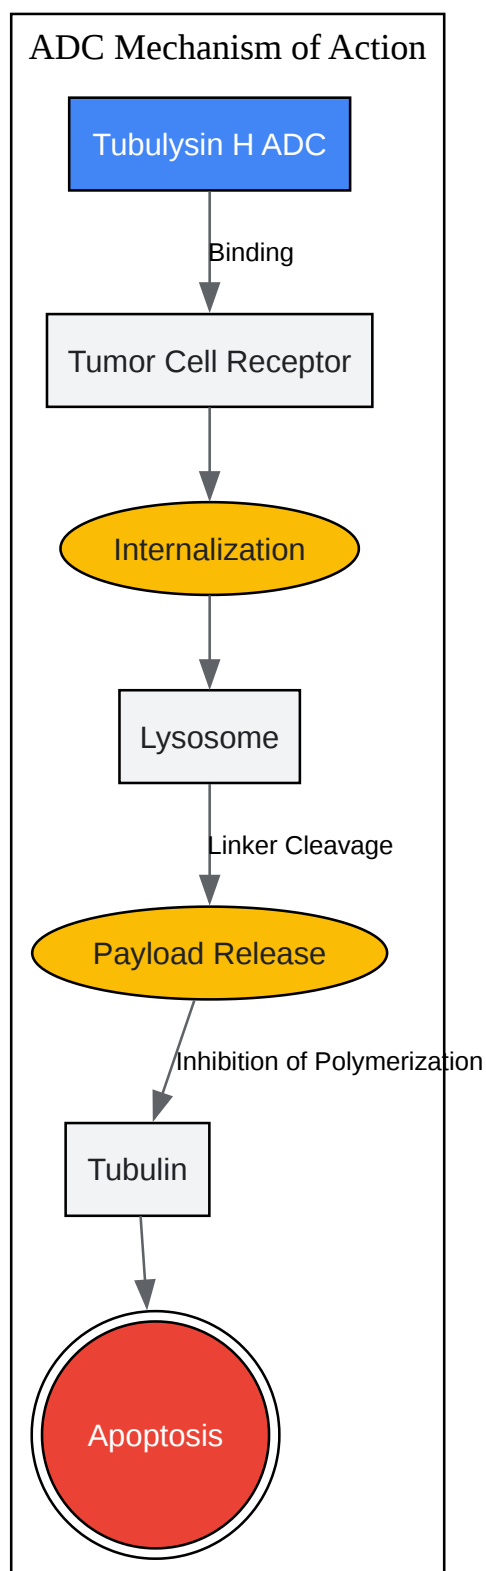 ADC Mechanism of Action
Tubulysin H ADC
Binding
Tumor Cell Receptor
Internalization
Lysosome
Linker Cleavage
Payload Release
Inhibition of Polymerization
Tubulin
Apoptosis